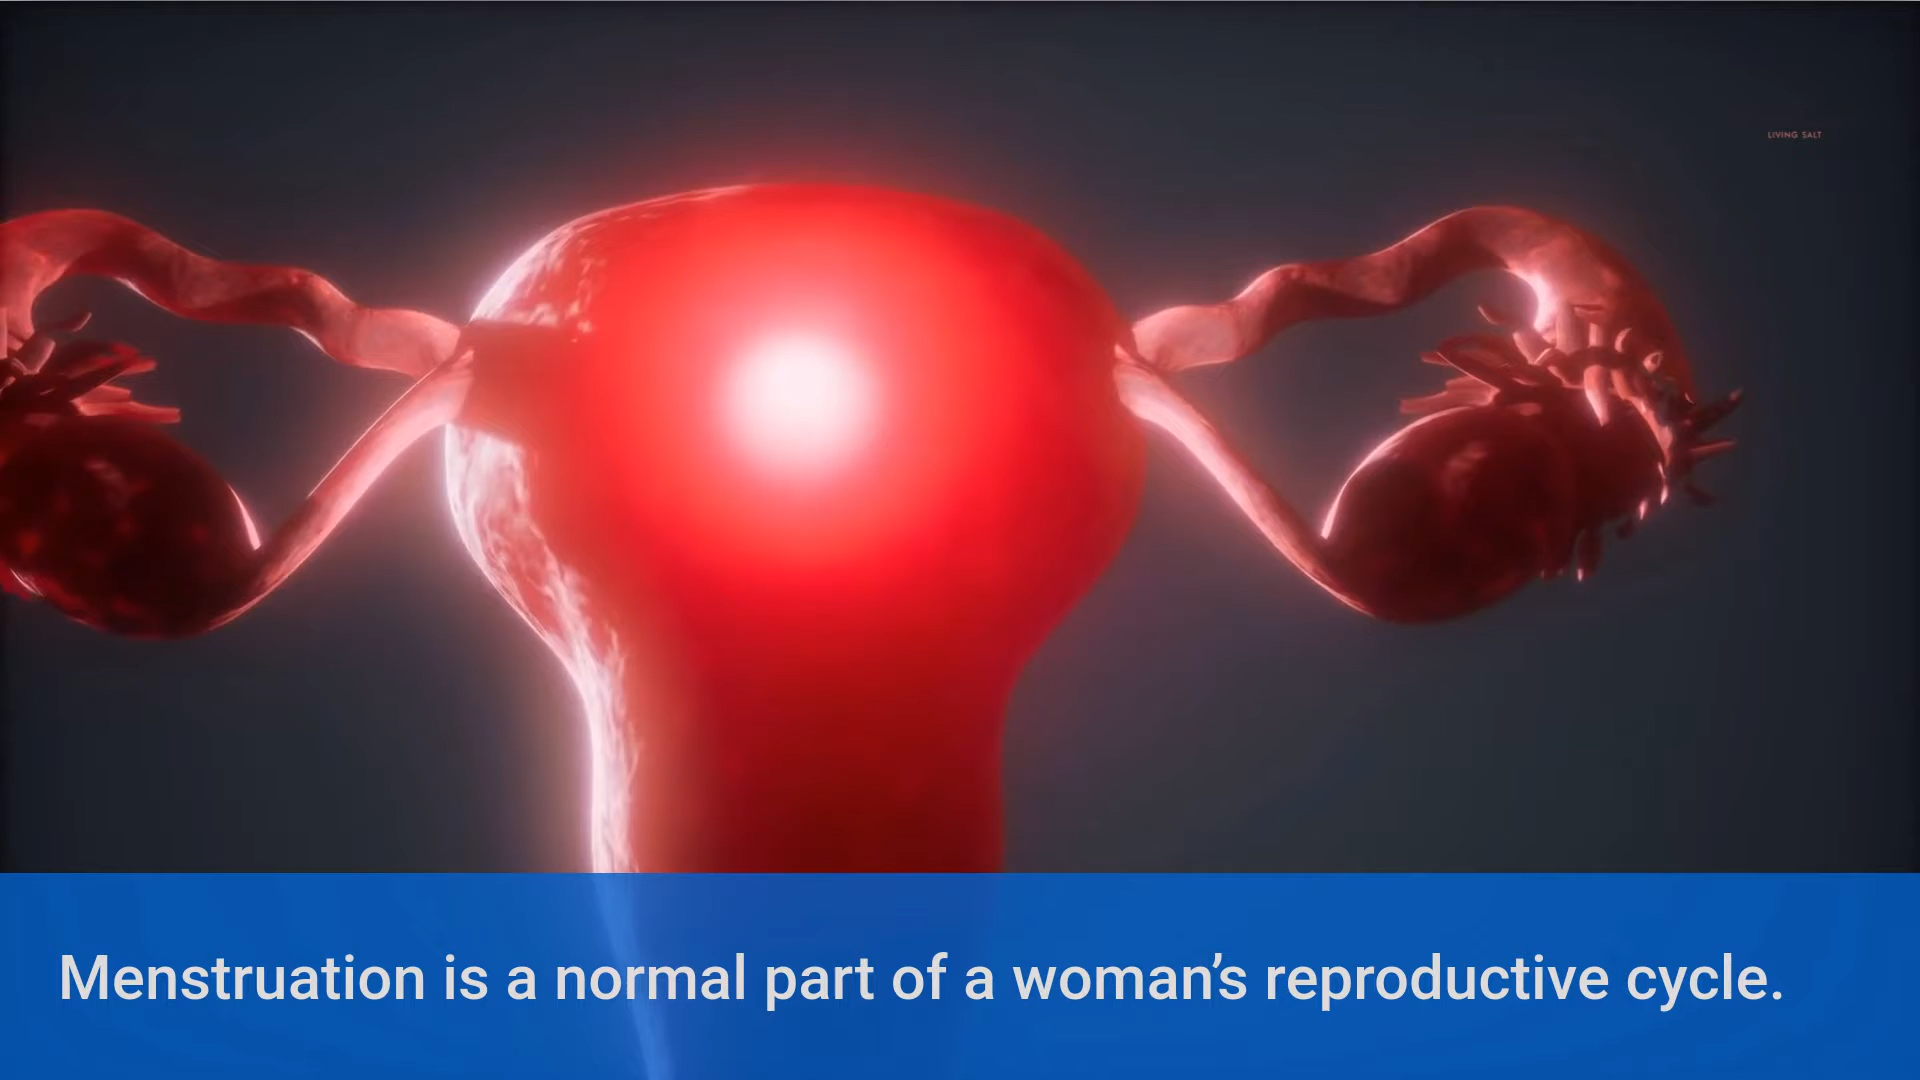 LIVING SALT
Menstruation is a normal part of a woman’s reproductive cycle.